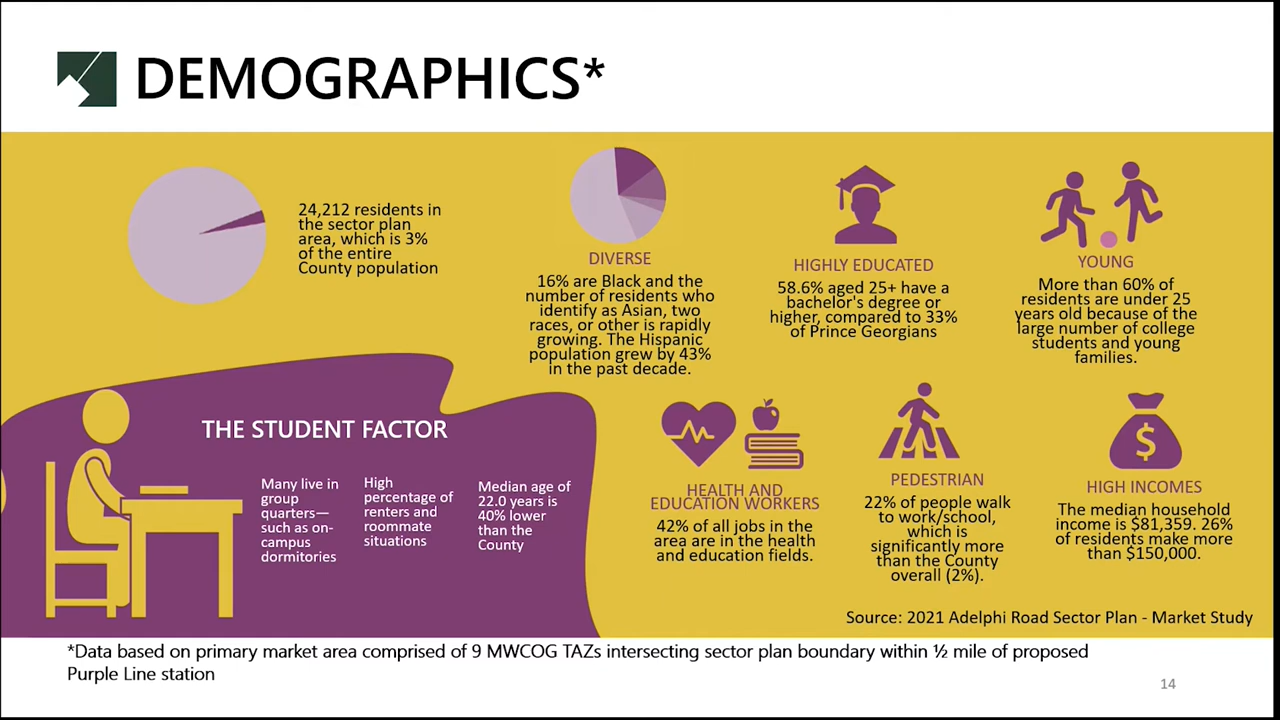 DEMOGRAPHICS*
24,212 residents in
the sector plan
area, which is 3%
of the entire
County population
DIVERSE
16% are Black and the
number of residents who
identify as Asian, two
races, or other is rapidly
growing. The Hispanic
population grew by 43%
in the past decade.
HIGHLY EDUCATED
58.6% aged 25+ have a
bachelor's degree or
higher, compared to 33%
of Prince Georgians
YOUNG
More than 60% of
residents are under 25
years old because of the
large number of college
students and young
families.
THE STUDENT FACTOR
Many live in
group
quarters—
such as on-
campus
dormitories
High
percentage of
renters and
roommate
situations
Median age of
22.0 years is
40% lower
than the
County
HEALTH AND
EDUCATION WORKERS
42% of all jobs in the
area are in the health
and education fields.
PEDESTRIAN
22% of people walk
to work/school,
which is
significantly more
than the County
overall (2%).
$
HIGH INCOMES
The median household
income is $81,359. 26%
of residents make more
than $150,000.
Source: 2021 Adelphi Road Sector Plan - Market Study
*Data based on primary market area comprised of 9 MWCOG TAZs intersecting sector plan boundary within ½ mile of proposed
Purple Line station
14